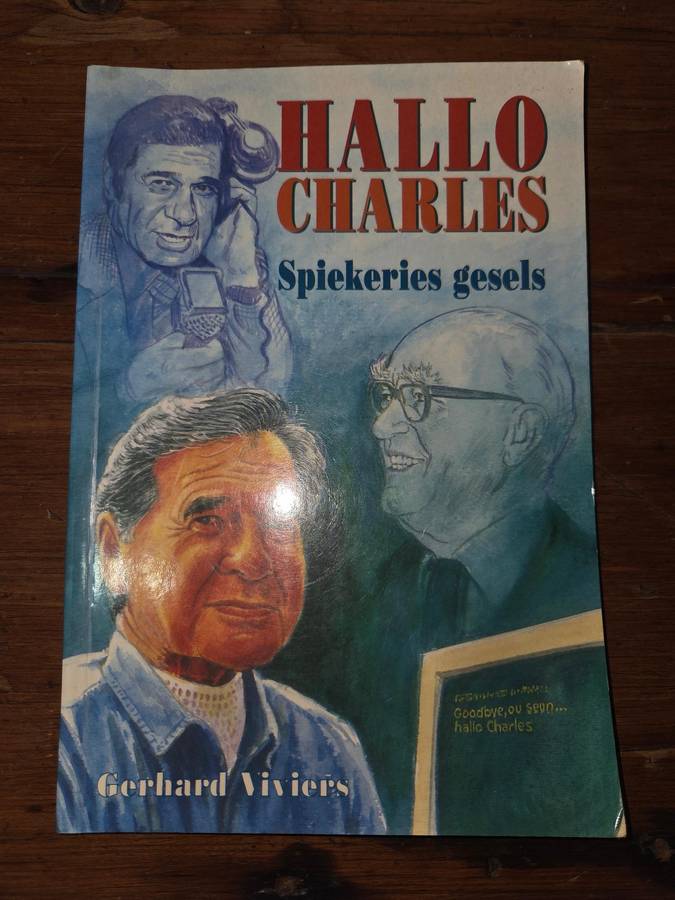 HALLO
CHARLES
Spiekeries gesels
Goodbye, ou seun...
hallo Charles
Gerhard Viviers